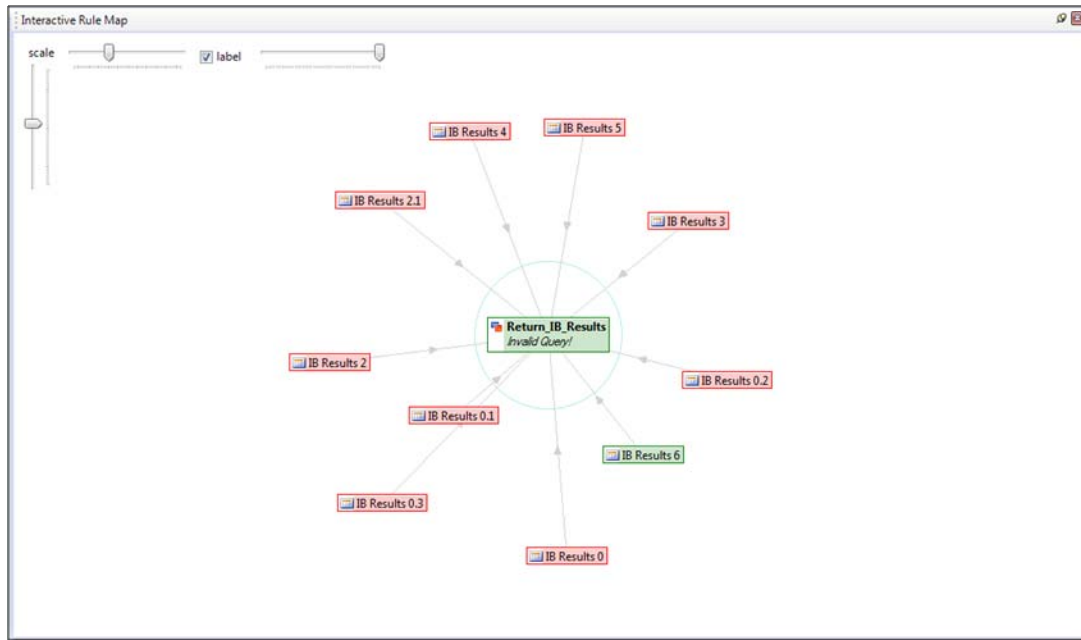 Interactive Rule Map
scale
label
IB Results 4
IB Results 5
IB Results 2.1
IB Results 3
Return_IB_Results
Invalid Query!
IB Results 2
IB Results 0.2
IB Results 0.1
IB Results 6
IB Results 0.3
IB Results 0